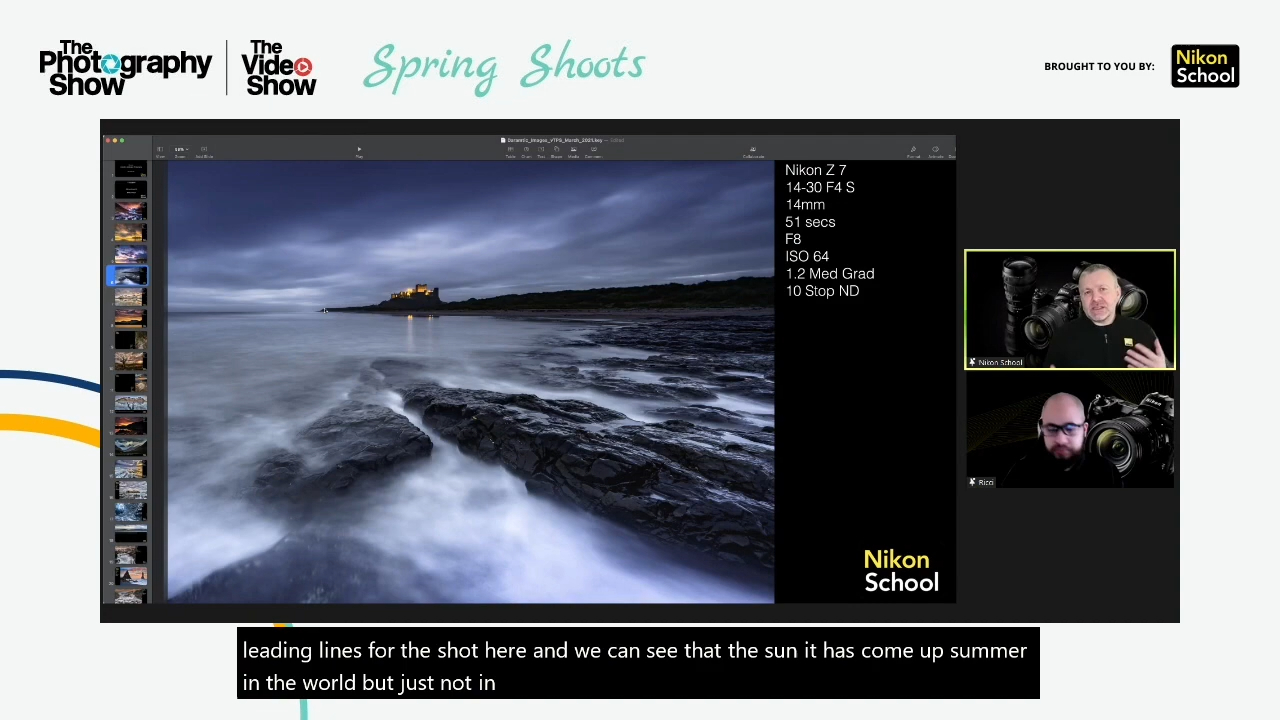 The
Photography
Show
The
Video
Show
Spring Shoots
BROUGHT TO YOU BY:
Nikon
School
Nikon Z 7
14-30 F4 S
14mm
51 secs
F8
ISO 64
1.2 Med Grad
10 Stop ND
Nikon School
Ricci
Nikon
School
leading lines for the shot here and we can see that the sun it has come up summer
in the world but just not in